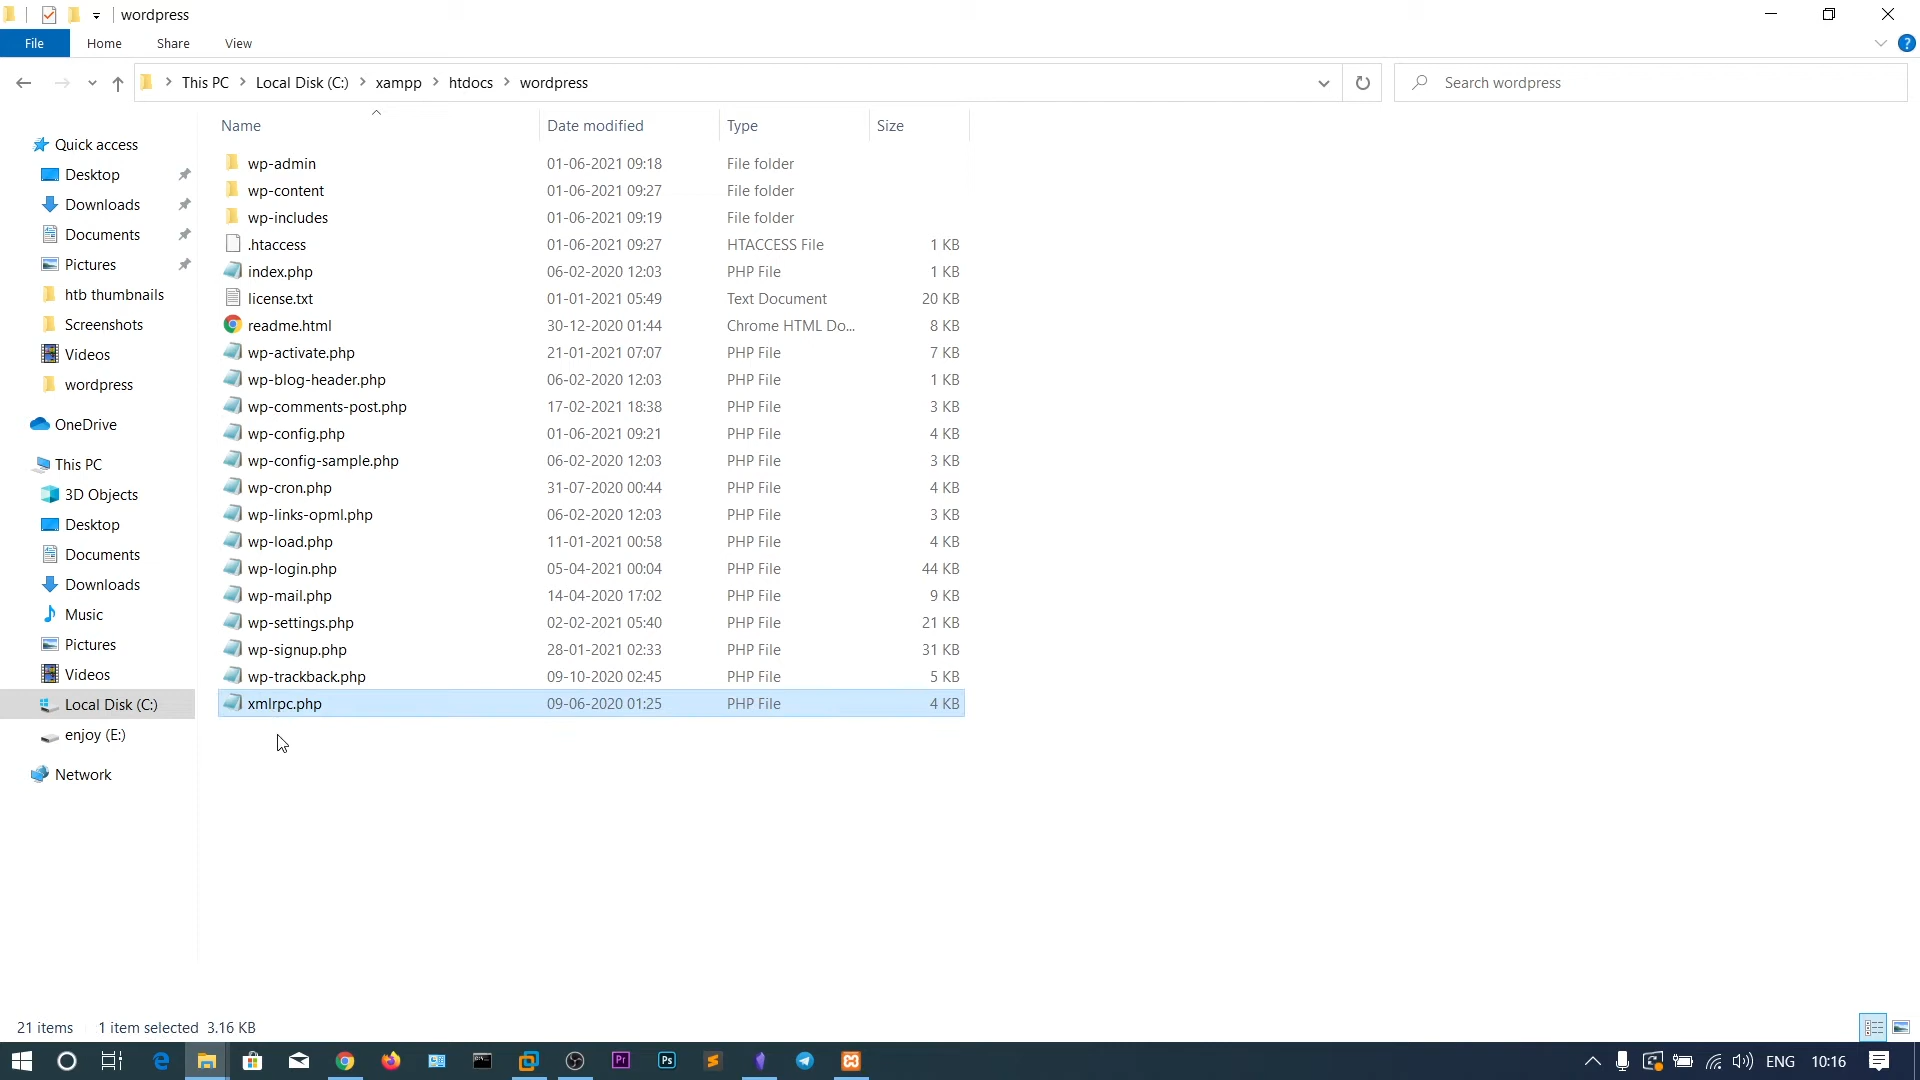 wordpress
File Home Share View
This PC Local Disk (C:) xampp htdocs wordpress
Search wordpress
Name Date modified Type Size
Quick access
Desktop
Downloads
Documents
Pictures
htb thumbnails
Screenshots
Videos
wordpress
OneDrive
This PC
3D Objects
Desktop
Documents
Downloads
Music
Pictures
Videos
Local Disk (C:)
enjoy (E:)
Network
wp-admin 01-06-2021 09:18 File folder
wp-content 01-06-2021 09:27 File folder
wp-includes 01-06-2021 09:19 File folder
.htaccess 01-06-2021 09:27 HTACCESS File 1 KB
index.php 06-02-2020 12:03 PHP File 1 KB
license.txt 01-01-2021 05:49 Text Document 20 KB
readme.html 30-12-2020 01:44 Chrome HTML Do... 8 KB
wp-activate.php 21-01-2021 07:07 PHP File 7 KB
wp-blog-header.php 06-02-2020 12:03 PHP File 1 KB
wp-comments-post.php 17-02-2021 18:38 PHP File 3 KB
wp-config.php 01-06-2021 09:21 PHP File 4 KB
wp-config-sample.php 06-02-2020 12:03 PHP File 3 KB
wp-cron.php 31-07-2020 00:44 PHP File 4 KB
wp-links-opml.php 06-02-2020 12:03 PHP File 3 KB
wp-load.php 11-01-2021 00:58 PHP File 4 KB
wp-login.php 05-04-2021 00:04 PHP File 44 KB
wp-mail.php 14-04-2020 17:02 PHP File 9 KB
wp-settings.php 02-02-2021 05:40 PHP File 21 KB
wp-signup.php 28-01-2021 02:33 PHP File 31 KB
wp-trackback.php 09-10-2020 02:45 PHP File 5 KB
xmlrpc.php 09-06-2020 01:25 PHP File 4 KB
21 items 1 item selected 3.16 KB
Pr Ps ENG 10:16